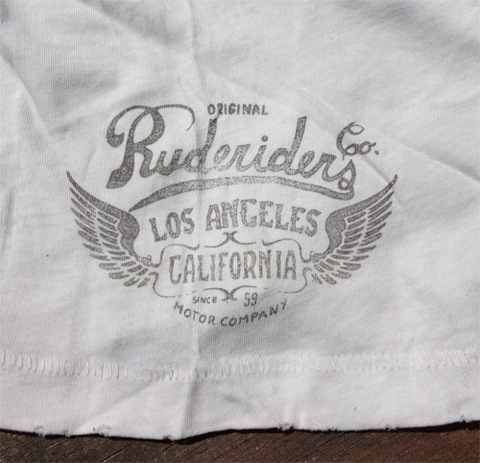 ORIGINAL
Ruderiders Co.
LOS ANGELES
CALIFORNIA
SINCE 59
MOTOR COMPANY